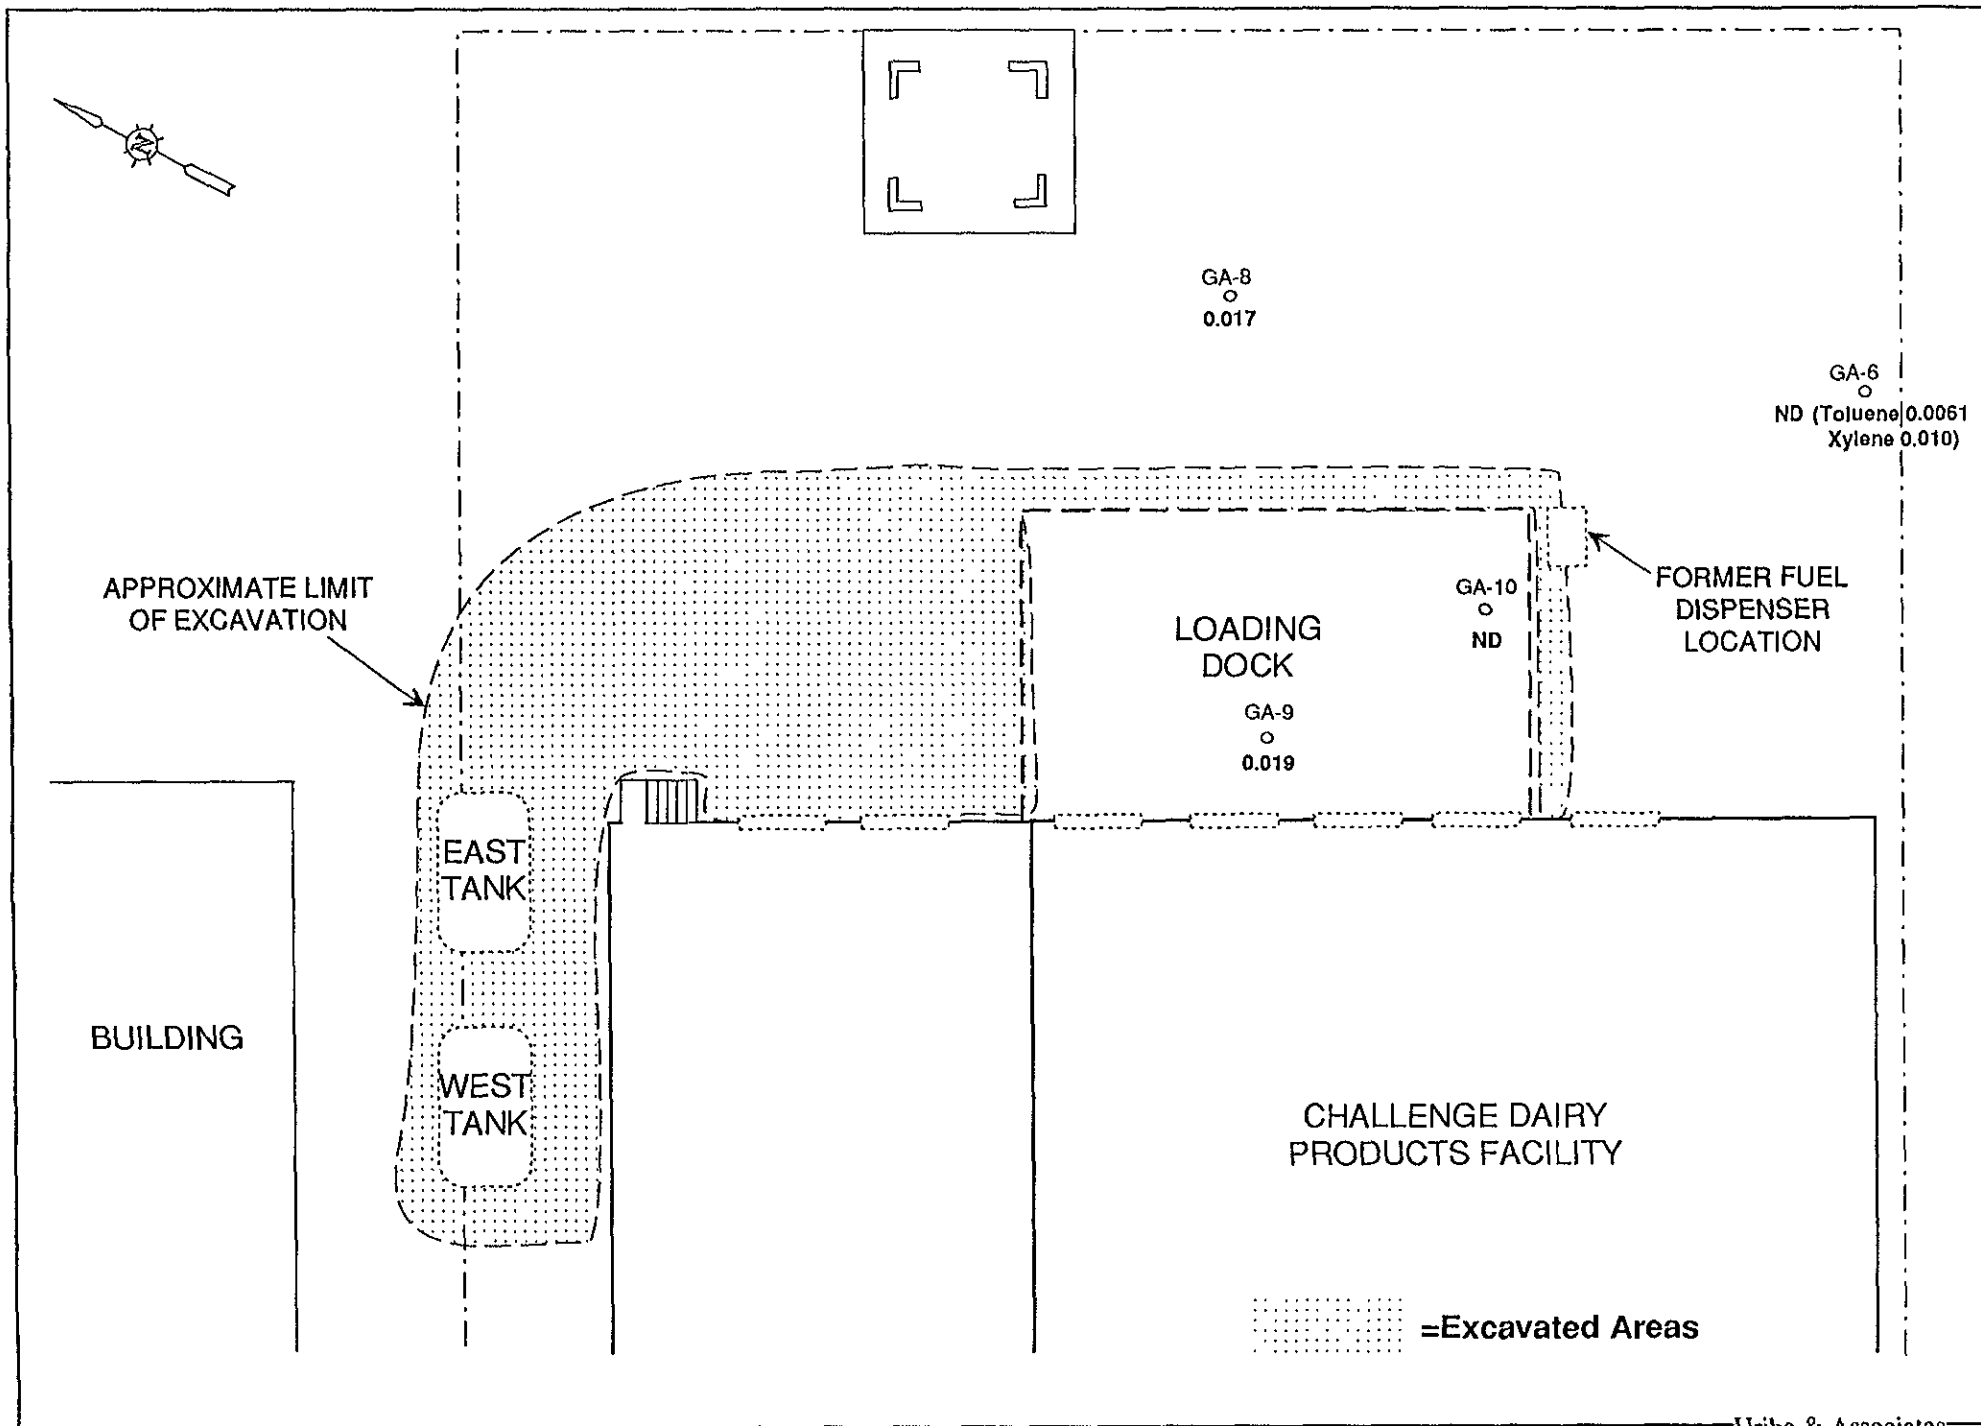 N
GA-8
0.017
GA-6
ND (Toluene 0.0061
Xylene 0.010)
APPROXIMATE LIMIT
OF EXCAVATION
LOADING
DOCK
GA-10
ND
FORMER FUEL
DISPENSER
LOCATION
GA-9
0.019
EAST
TANK
BUILDING
WEST
TANK
CHALLENGE DAIRY
PRODUCTS FACILITY
=Excavated Areas
Uribe & Associates